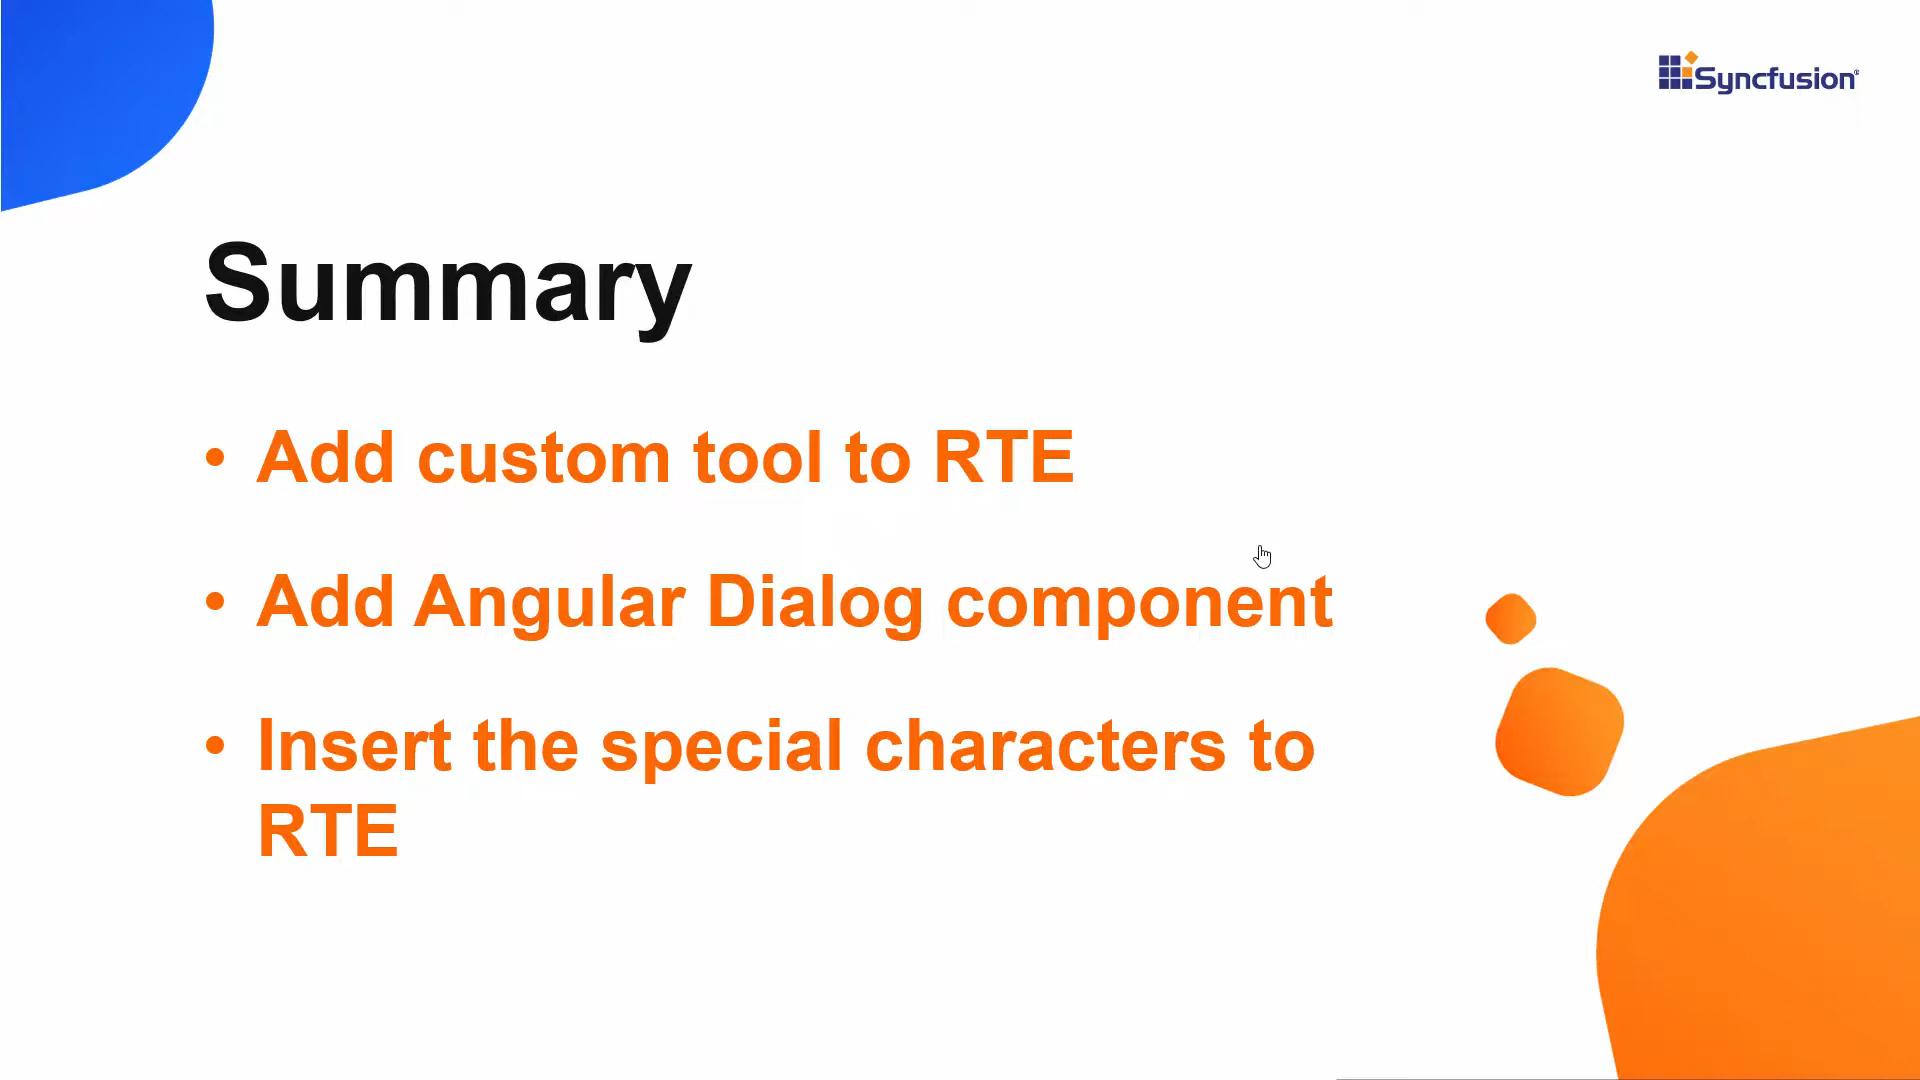 Syncfusion
Summary
• Add custom tool to RTE
• Add Angular Dialog component
• Insert the special characters to
RTE